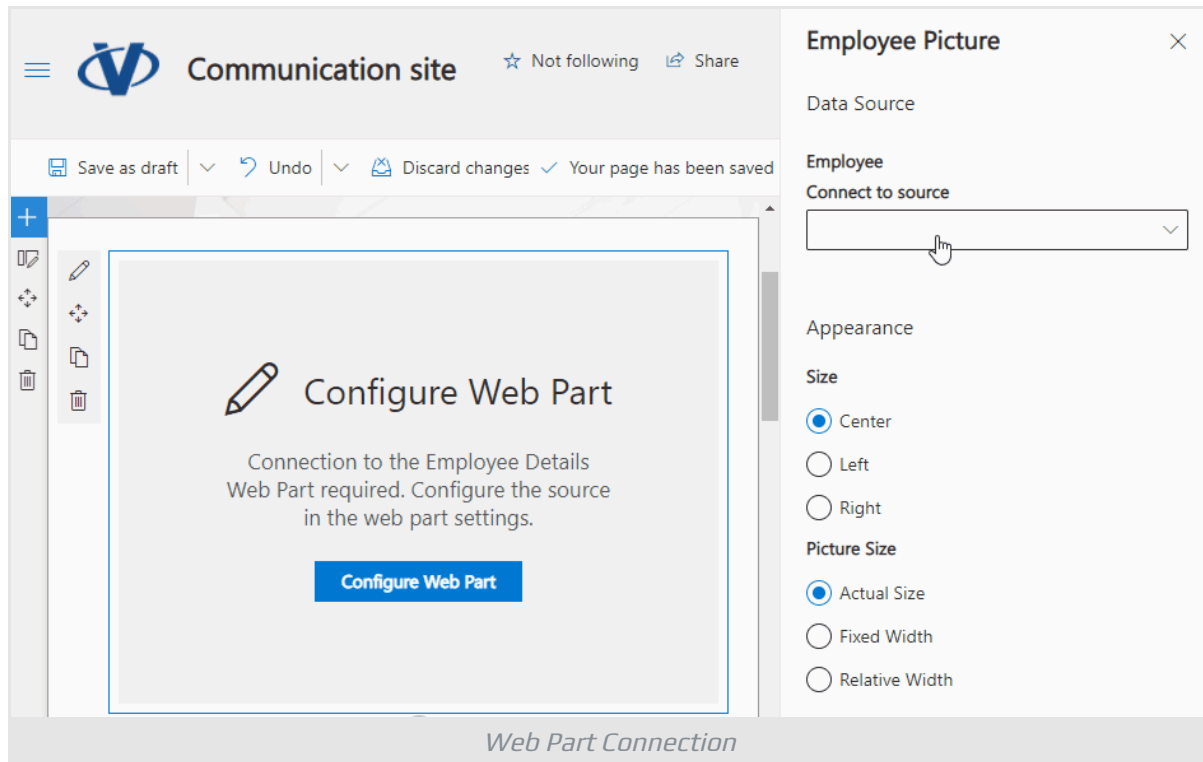 Communication site
Not following
Share
Save as draft
Undo
Discard changes
Your page has been saved
Configure Web Part
Connection to the Employee Details
Web Part required. Configure the source
in the web part settings.
Configure Web Part
Employee Picture
Data Source
Employee
Connect to source
Appearance
Size
Center
Left
Right
Picture Size
Actual Size
Fixed Width
Relative Width
Web Part Connection